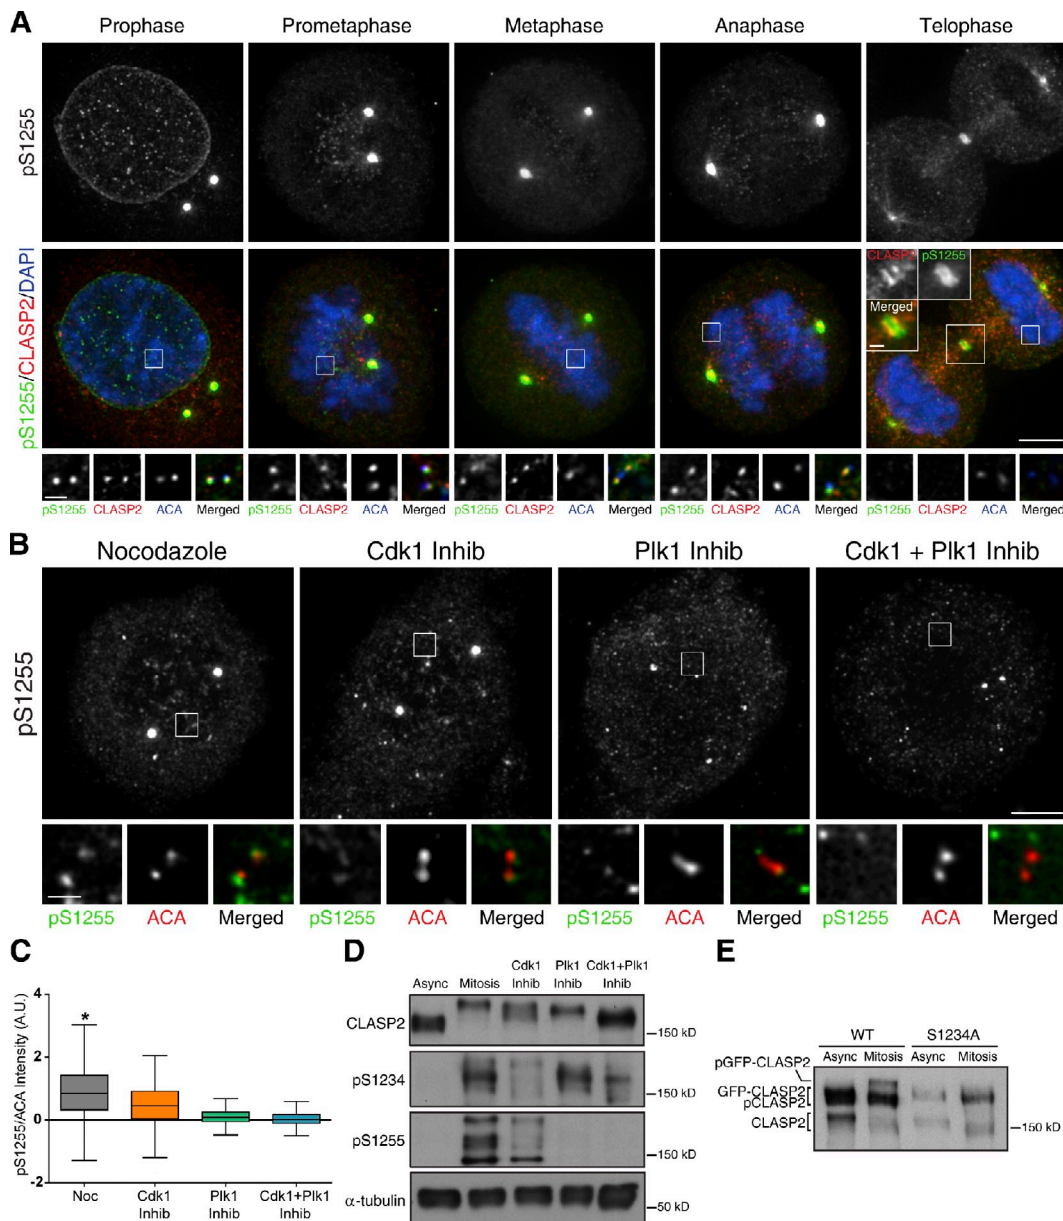 A
Prophase Prometaphase Metaphase Anaphase Telophase
pS1255
pS1255/CLASP2/DAPI
CLASP2 pS1255
Merged
pS1255 CLASP2 ACA Merged pS1255 CLASP2 ACA Merged pS1255 CLASP2 ACA Merged pS1255 CLASP2 ACA Merged pS1255 CLASP2 ACA Merged
B
Nocodazole Cdk1 Inhib Plk1 Inhib Cdk1 + Plk1 Inhib
pS1255
pS1255 ACA Merged pS1255 ACA Merged pS1255 ACA Merged pS1255 ACA Merged
C
pS1255/ACA Intensity (A.U.)
4
*
2
0
-2
Noc Cdk1 Plk1 Cdk1+Plk1
Inhib Inhib Inhib
D
Cdk1 Plk1 Cdk1+Plk1
Async Mitosis Inhib Inhib Inhib
CLASP2
150 kD
pS1234
150 kD
pS1255
150 kD
α-tubulin
50 kD
E
WT S1234A
Async Mitosis Async Mitosis
pGFP-CLASP2
GFP-CLASP2
pCLASP2
CLASP2
150 kD